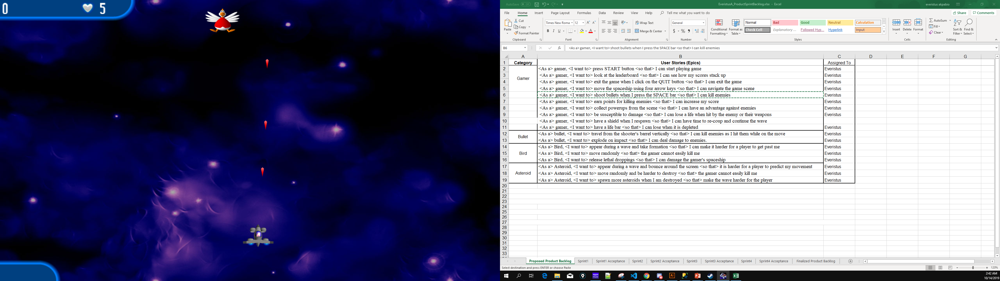 0 5
AutoSave Off
EveristusA_ProductSprintBacklog.xlsx - Excel
everistus akpabio
File Home Insert Page Layout Formulas Data Review View Help Tell me what you want to do
Share Comments
Paste
Cut
Copy
Format Painter
Clipboard
Times New Roma 12
B I U
Font
Wrap Text
Merge & Center
Alignment
General
Number
Conditional Formatting
Format as Table
Normal Bad Good Neutral Calculation
Check Cell Explanatory ... Followed Hyp... Hyperlink Input
Styles
Insert Delete Format
Cells
AutoSum
Fill
Clear
Sort & Filter
Find & Select
Editing
B6 fx <As a> gamer, <I want to> shoot bullets when I press the SPACE bar <so that> I can kill enemies
A B C D E F G
1 Category User Stories (Epics) Assigned To
2 <As a> gamer, <I want to> press START button <so that> I can start playing game Everistus
Gamer
3 <As a> gamer, <I want to> look at the leaderboard <so that> I can see how my scores stack up Everistus
4 <As a> gamer, <I want to> exit the game when I click on the QUIT button <so that> I can exit the game Everistus
5 <As a> gamer, <I want to> move the spaceship using four arrow keys <so that> I can navigate the game scene Everistus
6 <As a> gamer, <I want to> shoot bullets when I press the SPACE bar <so that> I can kill enemies Everistus
7 <As a> gamer, <I want to> earn points for killing enemies <so that> I can increase my score Everistus
8 <As a> gamer, <I want to> collect powerups from the scene <so that> I can have an advantage against enemies Everistus
9 <As a> gamer, <I want to> be susceptible to damage <so that> I can lose a life when hit by the enemy or their weapons Everistus
10 <As a> gamer, <I want to> have a shield when I respawn <so that> I can have time to re-coup and continue the wave
11 <As a> gamer, <I want to> have a life bar <so that> I can lose when it is depleted Everistus
12 <As a> bullet, <I want to> travel from the shooter's barrel vertically <so that> I can kill enemies as I hit them while on the move Everistus
Bullet
13 <As a> bullet, <I want to> explode on impact <so that> I can deal damage to enemies. Everistus
14 <As a> Bird, <I want to> appear during a wave and take formation <so that> I can make it harder for a player to get past me Everistus
15 Bird <As a> Bird, <I want to> move randomly <so that> the gamer cannot easily kill me Everistus
16 <As a> Bird, <I want to> release lethal droppings <so that> I can damage the gamer's spaceship Everistus
17 <As a> Asteroid, <I want to> appear during a wave and bounce around the screen <so that> it is harder for a player to predict my movement Everistus
18 Asteroid <As a> Asteroid, <I want to> move randomly and be harder to destroy <so that> the gamer cannot easily kill me Everistus
19 <As a> Asteroid, <I want to> spawn more asteroids when I am destroyed <so that> make the wave harder for the player Everistus
20
21
22
23
24
25
26
27
28
29
30
31
32
33
Proposed Product Backlog Sprint1 Sprint1 Acceptance Sprint2 Sprint2 Acceptance Sprint3 Sprint3 Acceptance Sprint4 Sprint4 Acceptance Finalized Product Backlog
Select destination and press ENTER or choose Paste
120%
2:42 AM
10/14/2019